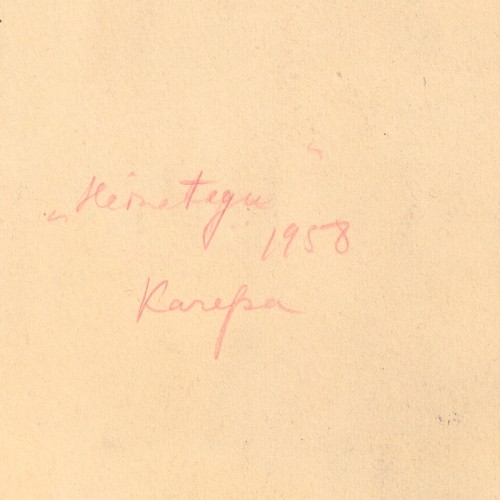 „Heinategu"
1958
Karepa